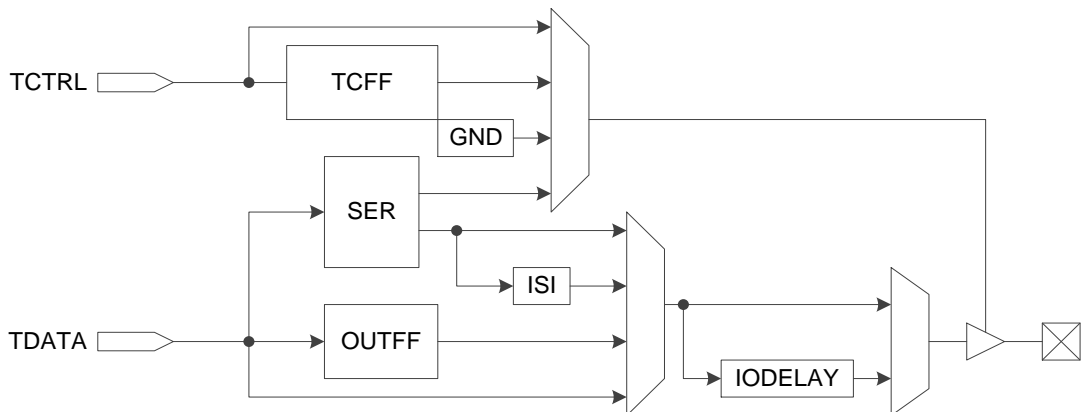 TCTRL
TCFF
GND
SER
ISI
TDATA
OUTFF
IODELAY